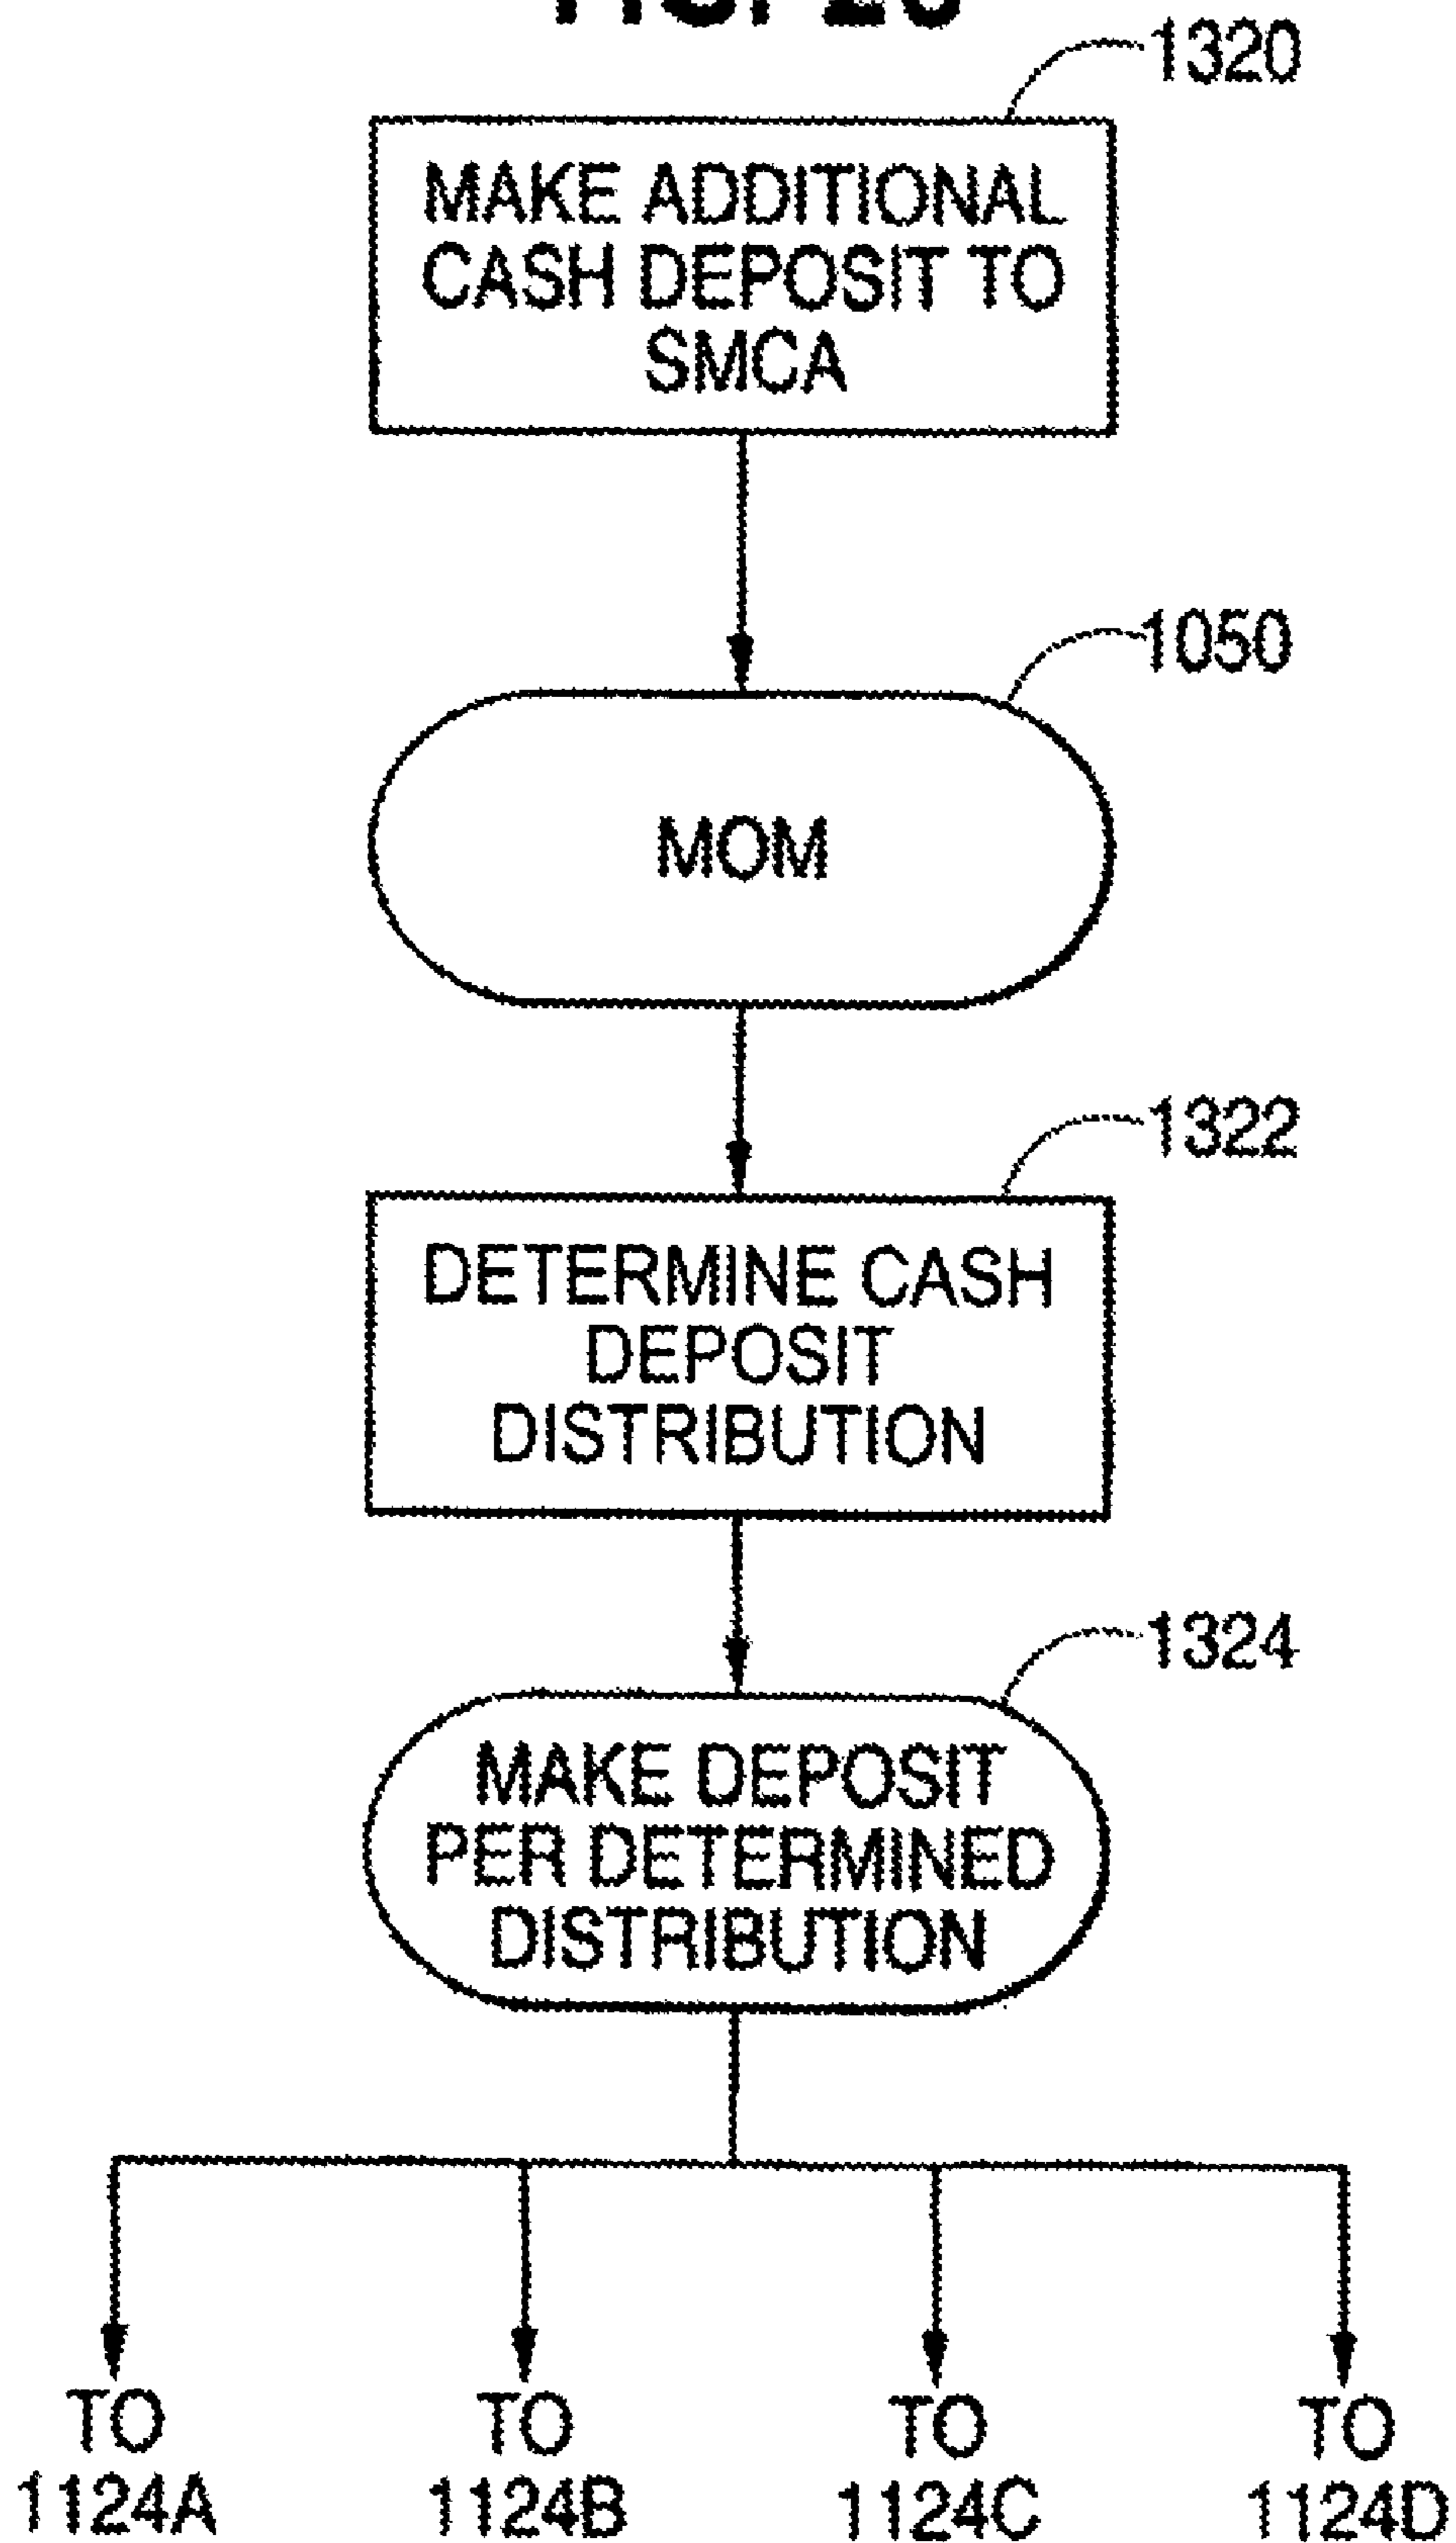 1320
MAKE ADDITIONAL
CASH DEPOSIT TO
SMCA
1050
MOM
1322
DETERMINE CASH
DEPOSIT
DISTRIBUTION
1324
MAKE DEPOSIT
PER DETERMINED
DISTRIBUTION
TO TO TO TO
1124A 1124B 1124C 1124D